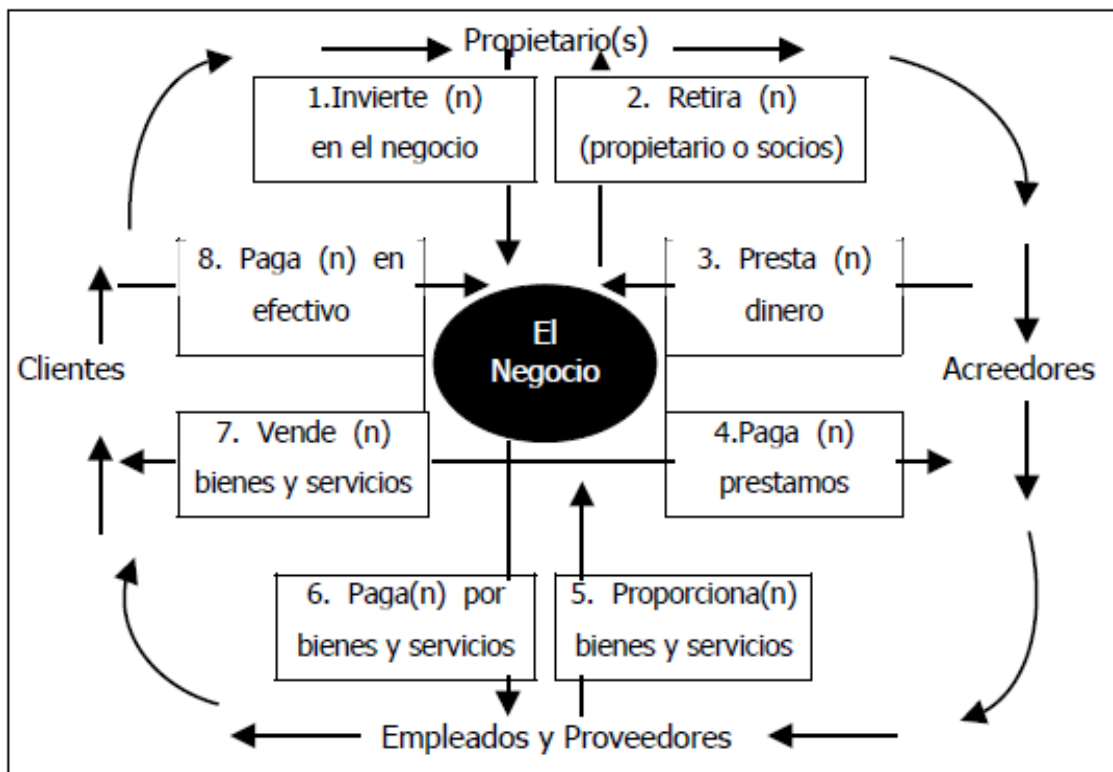 Propietario(s)
1.Invierte (n)
en el negocio
2. Retira (n)
(propietario o socios)
8. Paga (n) en
efectivo
3. Presta (n)
dinero
El
Negocio
Clientes
Acreedores
7. Vende (n)
bienes y servicios
4.Paga (n)
prestamos
6. Paga(n) por
bienes y servicios
5. Proporciona(n)
bienes y servicios
Empleados y Proveedores